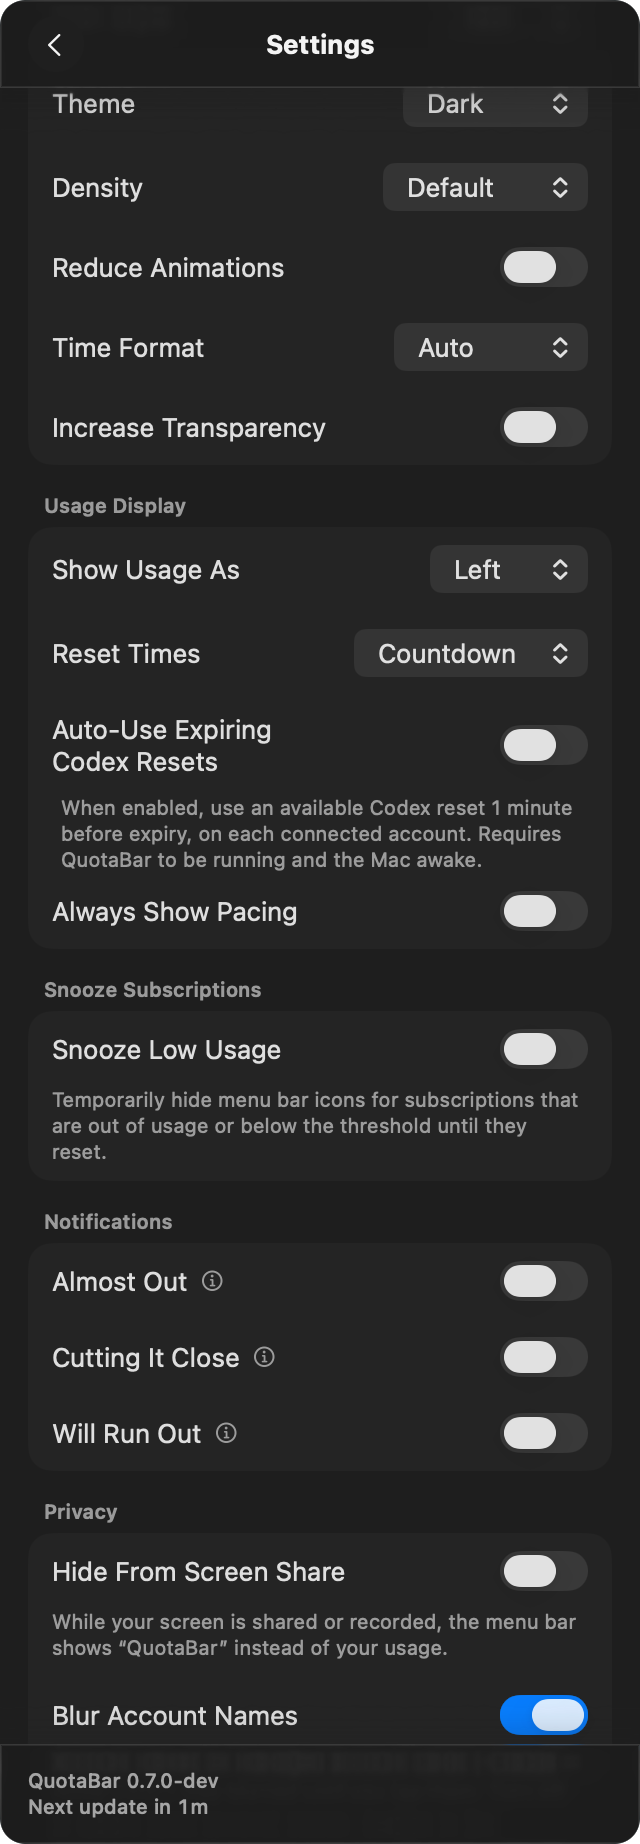 Settings
Theme
Dark
Density
Default
Reduce Animations
Time Format
Auto
Increase Transparency
Usage Display
Show Usage As
Left
Reset Times
Countdown
Auto-Use Expiring
Codex Resets
When enabled, use an available Codex reset 1 minute
before expiry, on each connected account. Requires
QuotaBar to be running and the Mac awake.
Always Show Pacing
Snooze Subscriptions
Snooze Low Usage
Temporarily hide menu bar icons for subscriptions that
are out of usage or below the threshold until they
reset.
Notifications
Almost Out
Cutting It Close
Will Run Out
Privacy
Hide From Screen Share
While your screen is shared or recorded, the menu bar
shows “QuotaBar” instead of your usage.
Blur Account Names
QuotaBar 0.7.0-dev
Next update in 1m